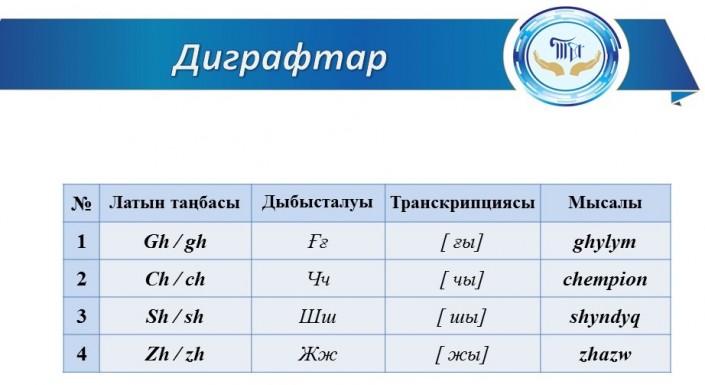 Диграфтар
№ Латын таңбасы Дыбысталуы Транскрипциясы Мысалы
1 Gh / gh Ғғ [ ғы] ghylym
2 Ch / ch Чч [ чы] chempion
3 Sh / sh Шш [ шы] shyndyq
4 Zh / zh Жж [ жы] zhazw